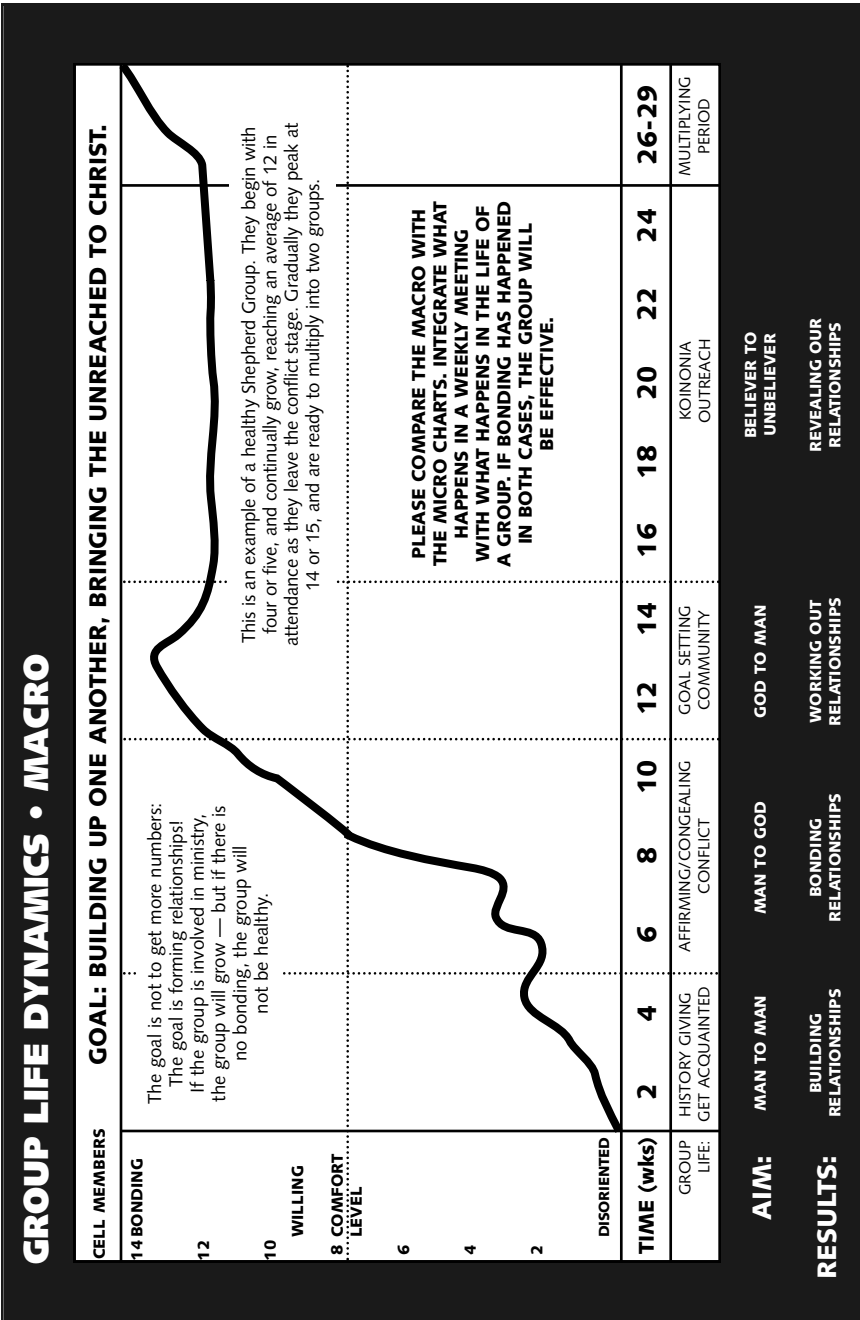 GROUP LIFE DYNAMICS • MACRO
CELL MEMBERS
GOAL: BUILDING UP ONE ANOTHER, BRINGING THE UNREACHED TO CHRIST.
14 BONDING
12
10
WILLING
8 COMFORT
LEVEL
6
4
2
DISORIENTED
The goal is not to get more numbers:
The goal is forming relationships!
If the group is involved in ministry,
the group will grow — but if there is
no bonding, the group will
not be healthy.
This is an example of a healthy Shepherd Group. They begin with
four or five, and continually grow, reaching an average of 12 in
attendance as they leave the conflict stage. Gradually they peak at
14 or 15, and are ready to multiply into two groups.
PLEASE COMPARE THE MACRO WITH
THE MICRO CHARTS. INTEGRATE WHAT
HAPPENS IN A WEEKLY MEETING
WITH WHAT HAPPENS IN THE LIFE OF
A GROUP. IF BONDING HAS HAPPENED
IN BOTH CASES, THE GROUP WILL
BE EFFECTIVE.
TIME (wks) 2 4 6 8 10 12 14 16 18 20 22 24 26-29
GROUP
LIFE:
HISTORY GIVING
GET ACQUAINTED
AFFIRMING/CONGEALING
CONFLICT
GOAL SETTING
COMMUNITY
KOINONIA
OUTREACH
MULTIPLYING
PERIOD
AIM:
MAN TO MAN
MAN TO GOD
GOD TO MAN
BELIEVER TO
UNBELIEVER
RESULTS:
BUILDING
RELATIONSHIPS
BONDING
RELATIONSHIPS
WORKING OUT
RELATIONSHIPS
REVEALING OUR
RELATIONSHIPS